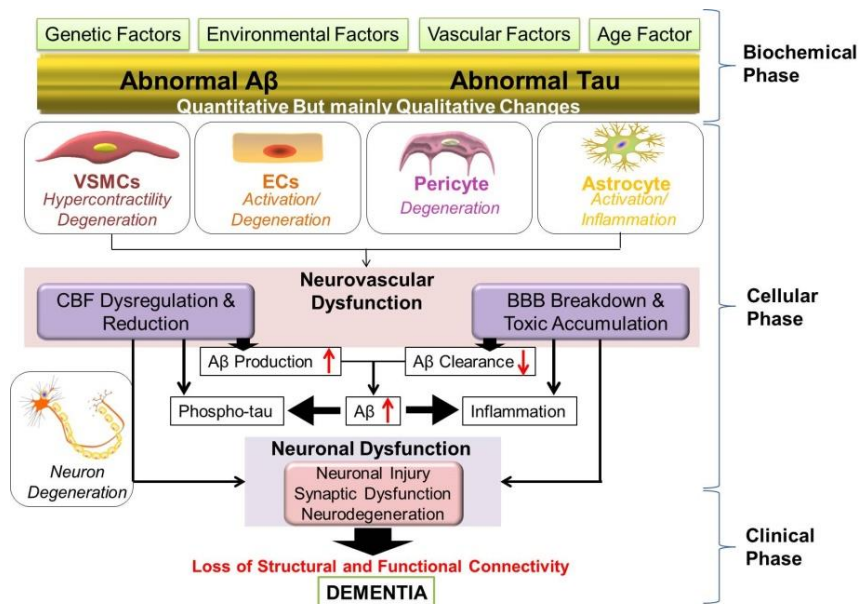 Genetic Factors
Environmental Factors
Vascular Factors
Age Factor
Biochemical
Phase
Abnormal Aβ
Abnormal Tau
Quantitative But mainly Qualitative Changes
VSMCs
Hypercontractility
Degeneration
ECs
Activation/
Degeneration
Pericyte
Degeneration
Astrocyte
Activation/
Inflammation
Neurovascular
Dysfunction
CBF Dysregulation &
Reduction
BBB Breakdown &
Toxic Accumulation
Cellular
Phase
Aβ Production
Aβ Clearance
Phospho-tau
Aβ
Inflammation
Neuron
Degeneration
Neuronal Dysfunction
Neuronal Injury
Synaptic Dysfunction
Neurodegeneration
Clinical
Phase
Loss of Structural and Functional Connectivity
DEMENTIA